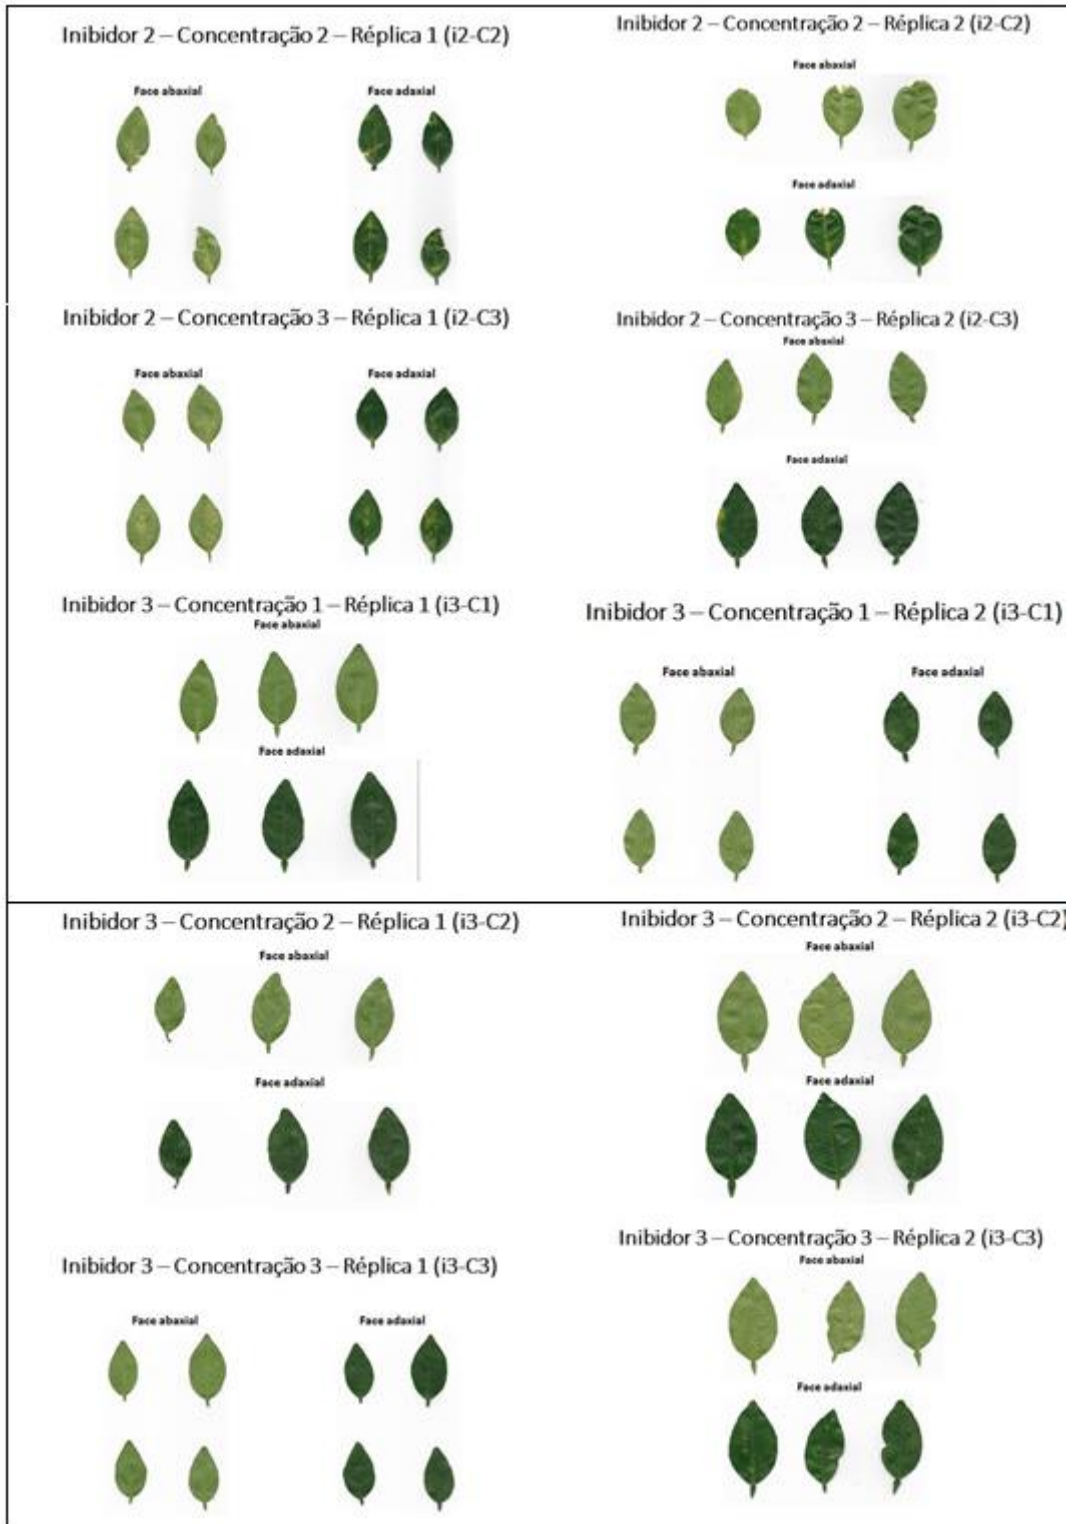 Inibidor 2 – Concentração 2 – Réplica 1 (i2-C2)
Face abaxial
Face adaxial
Inibidor 2 – Concentração 2 – Réplica 2 (i2-C2)
Face abaxial
Face adaxial
Inibidor 2 – Concentração 3 – Réplica 1 (i2-C3)
Face abaxial
Face adaxial
Inibidor 2 – Concentração 3 – Réplica 2 (i2-C3)
Face abaxial
Face adaxial
Inibidor 3 – Concentração 1 – Réplica 1 (i3-C1)
Face abaxial
Face adaxial
Inibidor 3 – Concentração 1 – Réplica 2 (i3-C1)
Face abaxial
Face adaxial
Inibidor 3 – Concentração 2 – Réplica 1 (i3-C2)
Face abaxial
Face adaxial
Inibidor 3 – Concentração 2 – Réplica 2 (i3-C2)
Face abaxial
Face adaxial
Inibidor 3 – Concentração 3 – Réplica 1 (i3-C3)
Face abaxial
Face adaxial
Inibidor 3 – Concentração 3 – Réplica 2 (i3-C3)
Face abaxial
Face adaxial